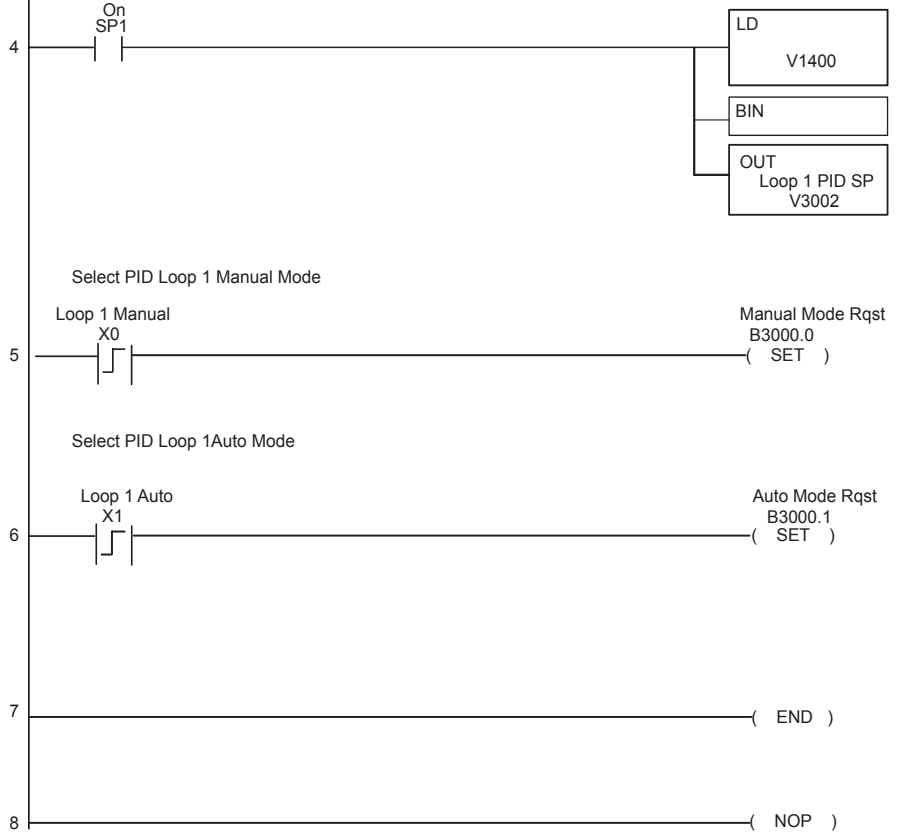 On
SP1
4
LD
V1400
BIN
OUT
Loop 1 PID SP
V3002
Select PID Loop 1 Manual Mode
Loop 1 Manual
X0
Manual Mode Rqst
B3000.0
5
( SET )
Select PID Loop 1Auto Mode
Loop 1 Auto
X1
Auto Mode Rqst
B3000.1
6
( SET )
7
( END )
8
( NOP )